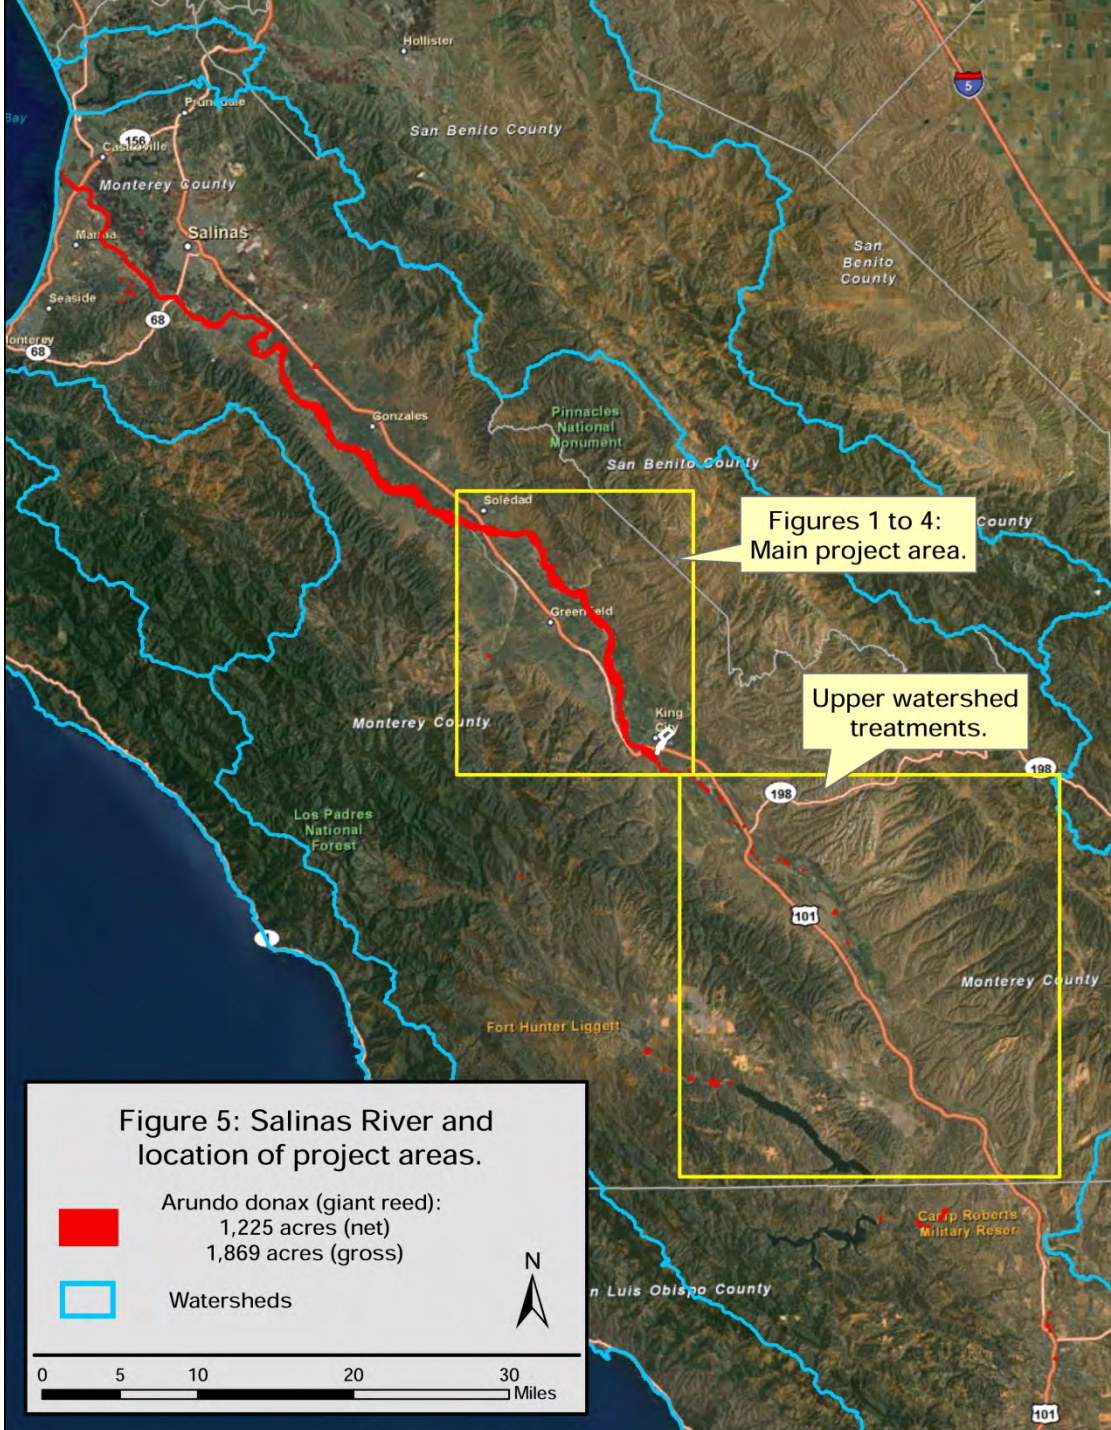 Hollister
5
Bay
Prunedale
San Benito County
156
Castroville
Monterey County
Marina
Salinas
San
Benito
County
Seaside
68
Monterey
68
Gonzales
Pinnacles
National
Monument
San Benito County
Soledad
Figures 1 to 4:
Main project area.
County
Greenfield
Upper watershed
treatments.
King
City
Monterey County
198
198
Los Padres
National
Forest
101
1
Monterey County
Fort Hunter Liggett
Figure 5: Salinas River and
location of project areas.
Arundo donax (giant reed):
1,225 acres (net)
1,869 acres (gross)
Watersheds
N
0 5 10 20 30
Miles
Camp Roberts
Military Reser
n Luis Obispo County
101